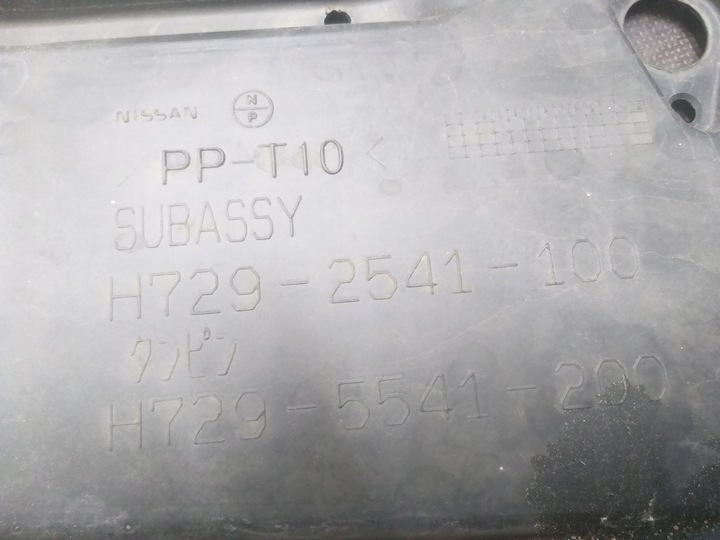 NISSAN N P
>PP-T10<
SUBASSY
H729-2541-100
タンピン
H729-5541-200